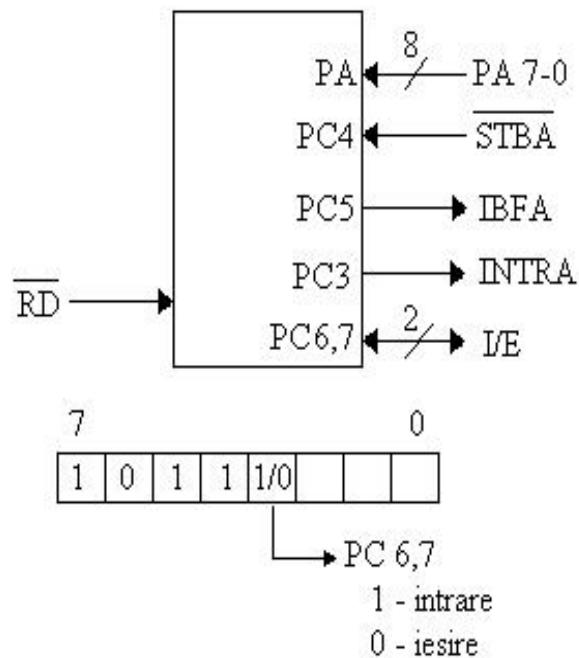 8
PA PA 7-0
PC4 STBA
PC5 IBFA
PC3 INTRA
RD
PC6,7 2 I/E
7 0
1 0 1 1 1/0
PC 6,7
1 - intrare
0 - iesire